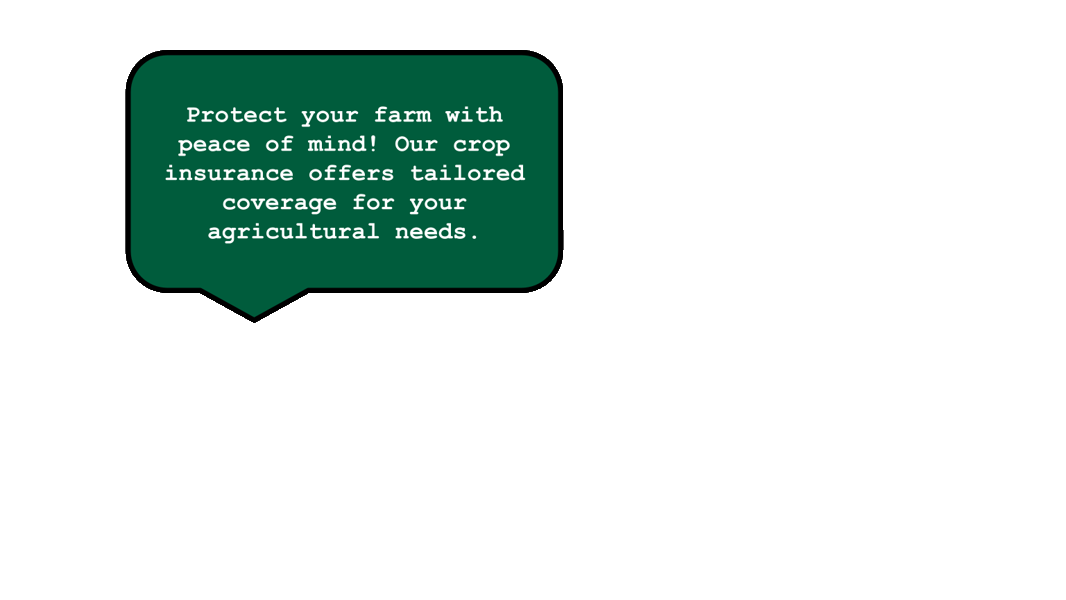 Protect your farm with
peace of mind! Our crop
insurance offers tailored
coverage for your
agricultural needs.